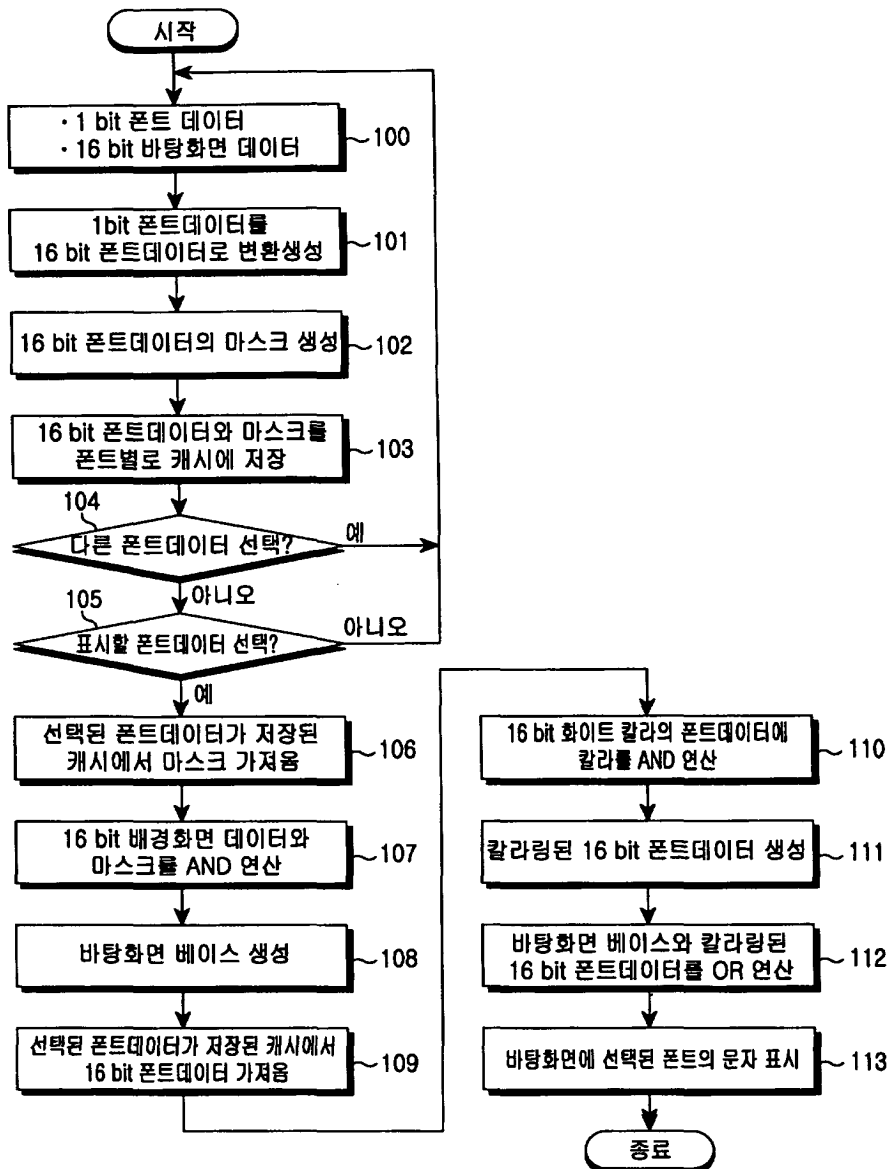 시작
· 1 bit 폰트 데이터
· 16 bit 바탕화면 데이터
100
1bit 폰트데이터를
16 bit 폰트데이터로 변환생성
101
16 bit 폰트데이터의 마스크 생성
102
16 bit 폰트데이터와 마스크를
폰트별로 캐시에 저장
103
104
다른 폰트데이터 선택?
예
아니오
105
표시할 폰트데이터 선택?
아니오
예
선택된 폰트데이터가 저장된
캐시에서 마스크 가져옴
106
16 bit 배경화면 데이터와
마스크를 AND 연산
107
바탕화면 베이스 생성
108
선택된 폰트데이터가 저장된 캐시에서
16 bit 폰트데이터 가져옴
109
16 bit 화이트 칼라의 폰트데이터에
칼라를 AND 연산
110
칼라링된 16 bit 폰트데이터 생성
111
바탕화면 베이스와 칼라링된
16 bit 폰트데이터를 OR 연산
112
바탕화면에 선택된 폰트의 문자 표시
113
종료